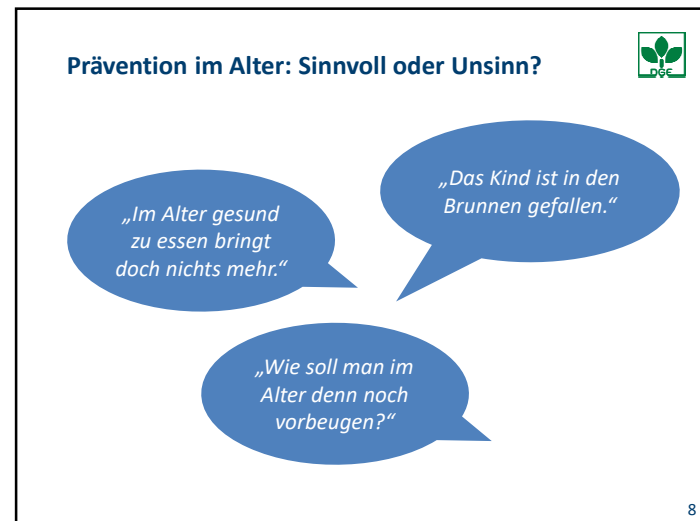 Prävention im Alter: Sinnvoll oder Unsinn?
DGE
„Im Alter gesund
zu essen bringt
doch nichts mehr.“
„Das Kind ist in den
Brunnen gefallen.“
„Wie soll man im
Alter denn noch
vorbeugen?“
8